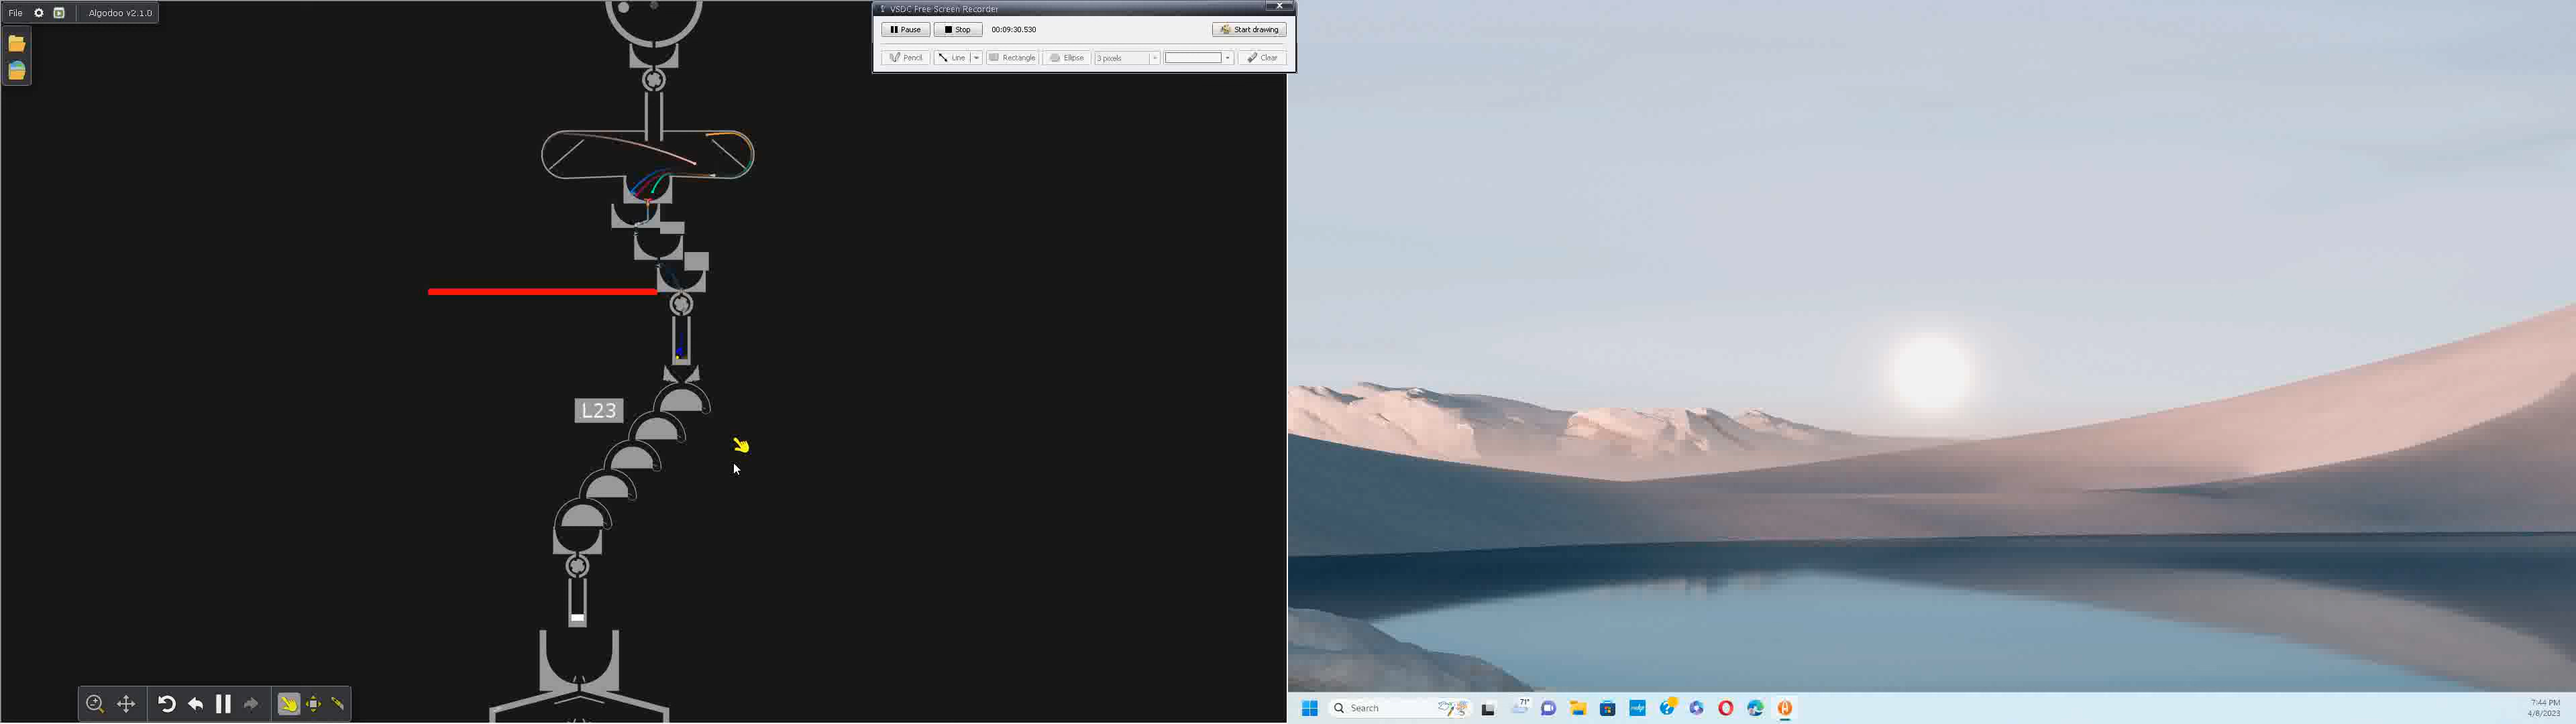 File
Algodoo v2.1.0
VSDC Free Screen Recorder
Pause
Stop
00:09:30.530
Start drawing
Pencil
Line
Rectangle
Ellipse
3 pixels
Clear
L23
Search
71°
7:44 PM
4/8/2023